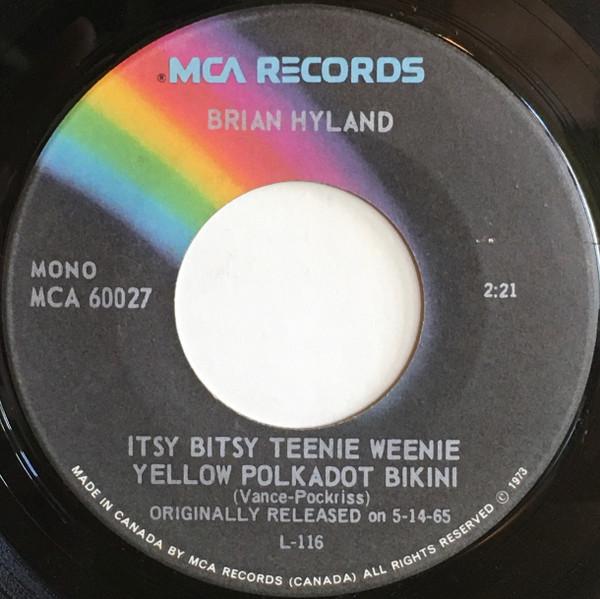 ®MCA RECORDS
BRIAN HYLAND
MONO
MCA 60027
2:21
ITSY BITSY TEENIE WEENIE
YELLOW POLKADOT BIKINI
(Vance-Pockriss)
ORIGINALLY RELEASED on 5-14-65
L-116
MADE IN CANADA BY MCA RECORDS (CANADA) ALL RIGHTS RESERVED © 1973